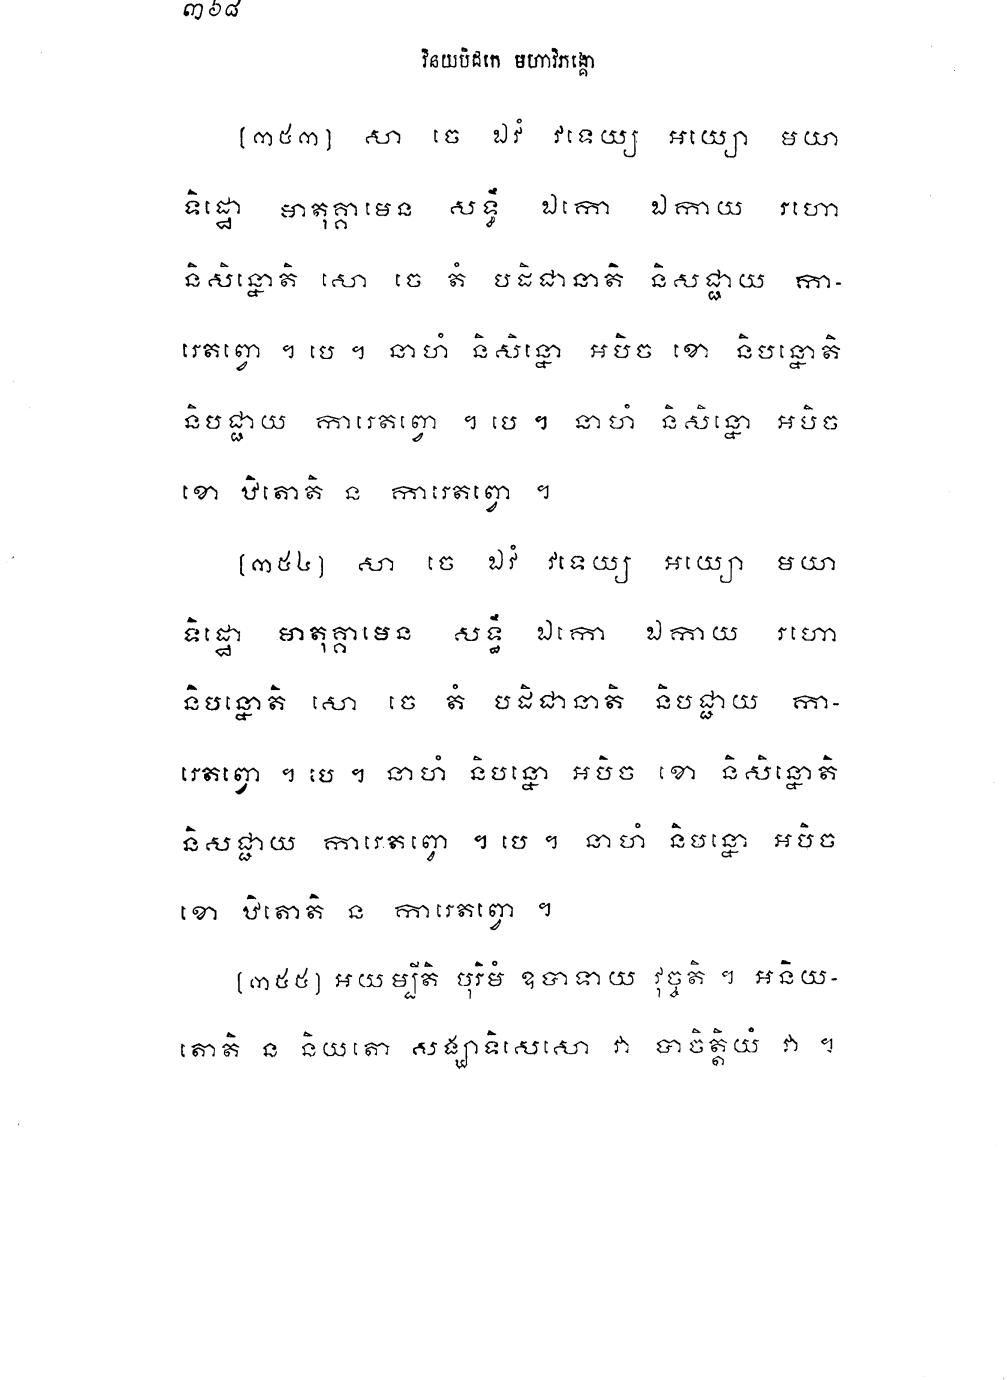 ៣៦៨
វិនយបិដកេ មហាវិភង្គោ
[៣៥៣] សា ចេ ឯវំ វទេយ្យ អយ្យោ មយា
ទិដ្ឋោ មាតុគ្គាមេន សទ្ធឹ ឯកោ ឯកាយ រហោ
និសិន្នោតិ សោ ចេ តំ បដិជានាតិ និសជ្ជាយ កា-
រេតព្វោ ។ បេ ។ នាហំ និសិន្នោ អបិច ខោ និបន្នោតិ
និបជ្ជាយ ការេតព្វោ ។ បេ ។ នាហំ និសិន្នោ អបិច
ខោ ឋិតោតិ ន ការេតព្វោ ។
[៣៥៤] សា ចេ ឯវំ វទេយ្យ អយ្យោ មយា
ទិដ្ឋោ មាតុគ្គាមេន សទ្ធឹ ឯកោ ឯកាយ រហោ
និបន្នោតិ សោ ចេ តំ បដិជានាតិ និបជ្ជាយ កា-
រេតព្វោ ។ បេ ។ នាហំ និបន្នោ អបិច ខោ និសិន្នោតិ
និសជ្ជាយ ការេតព្វោ ។ បេ ។ នាហំ និបន្នោ អបិច
ខោ ឋិតោតិ ន ការេតព្វោ ។
[៣៥៥] អយម្បីតិ បុរិមំ ឧបាទាយ វុច្ចតិ ។ អនិយ-
តោតិ ន និយតោ សង្ឃាទិសេសោ វា បាចិត្តិយំ វា ។